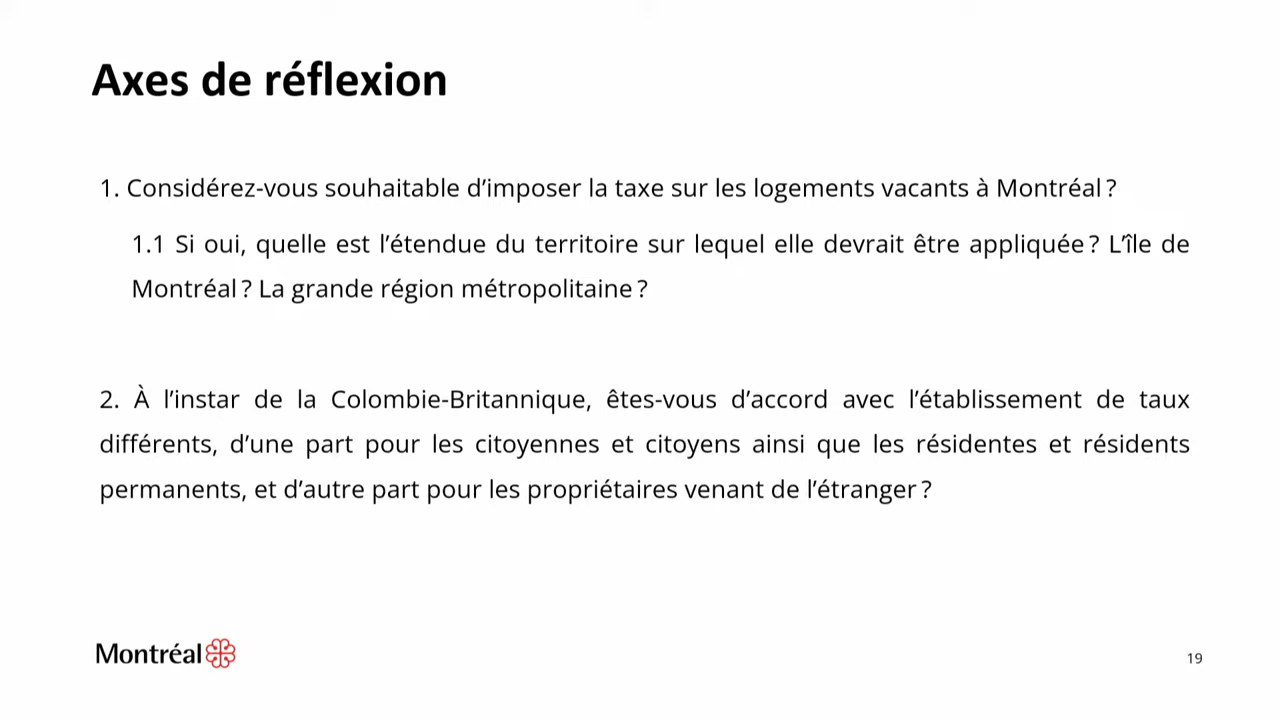 Axes de réflexion
1. Considérez-vous souhaitable d’imposer la taxe sur les logements vacants à Montréal ?
1.1 Si oui, quelle est l’étendue du territoire sur lequel elle devrait être appliquée ? L’île de
Montréal ? La grande région métropolitaine ?
2. À l’instar de la Colombie-Britannique, êtes-vous d’accord avec l’établissement de taux
différents, d’une part pour les citoyennes et citoyens ainsi que les résidentes et résidents
permanents, et d’autre part pour les propriétaires venant de l’étranger ?
Montréal
19